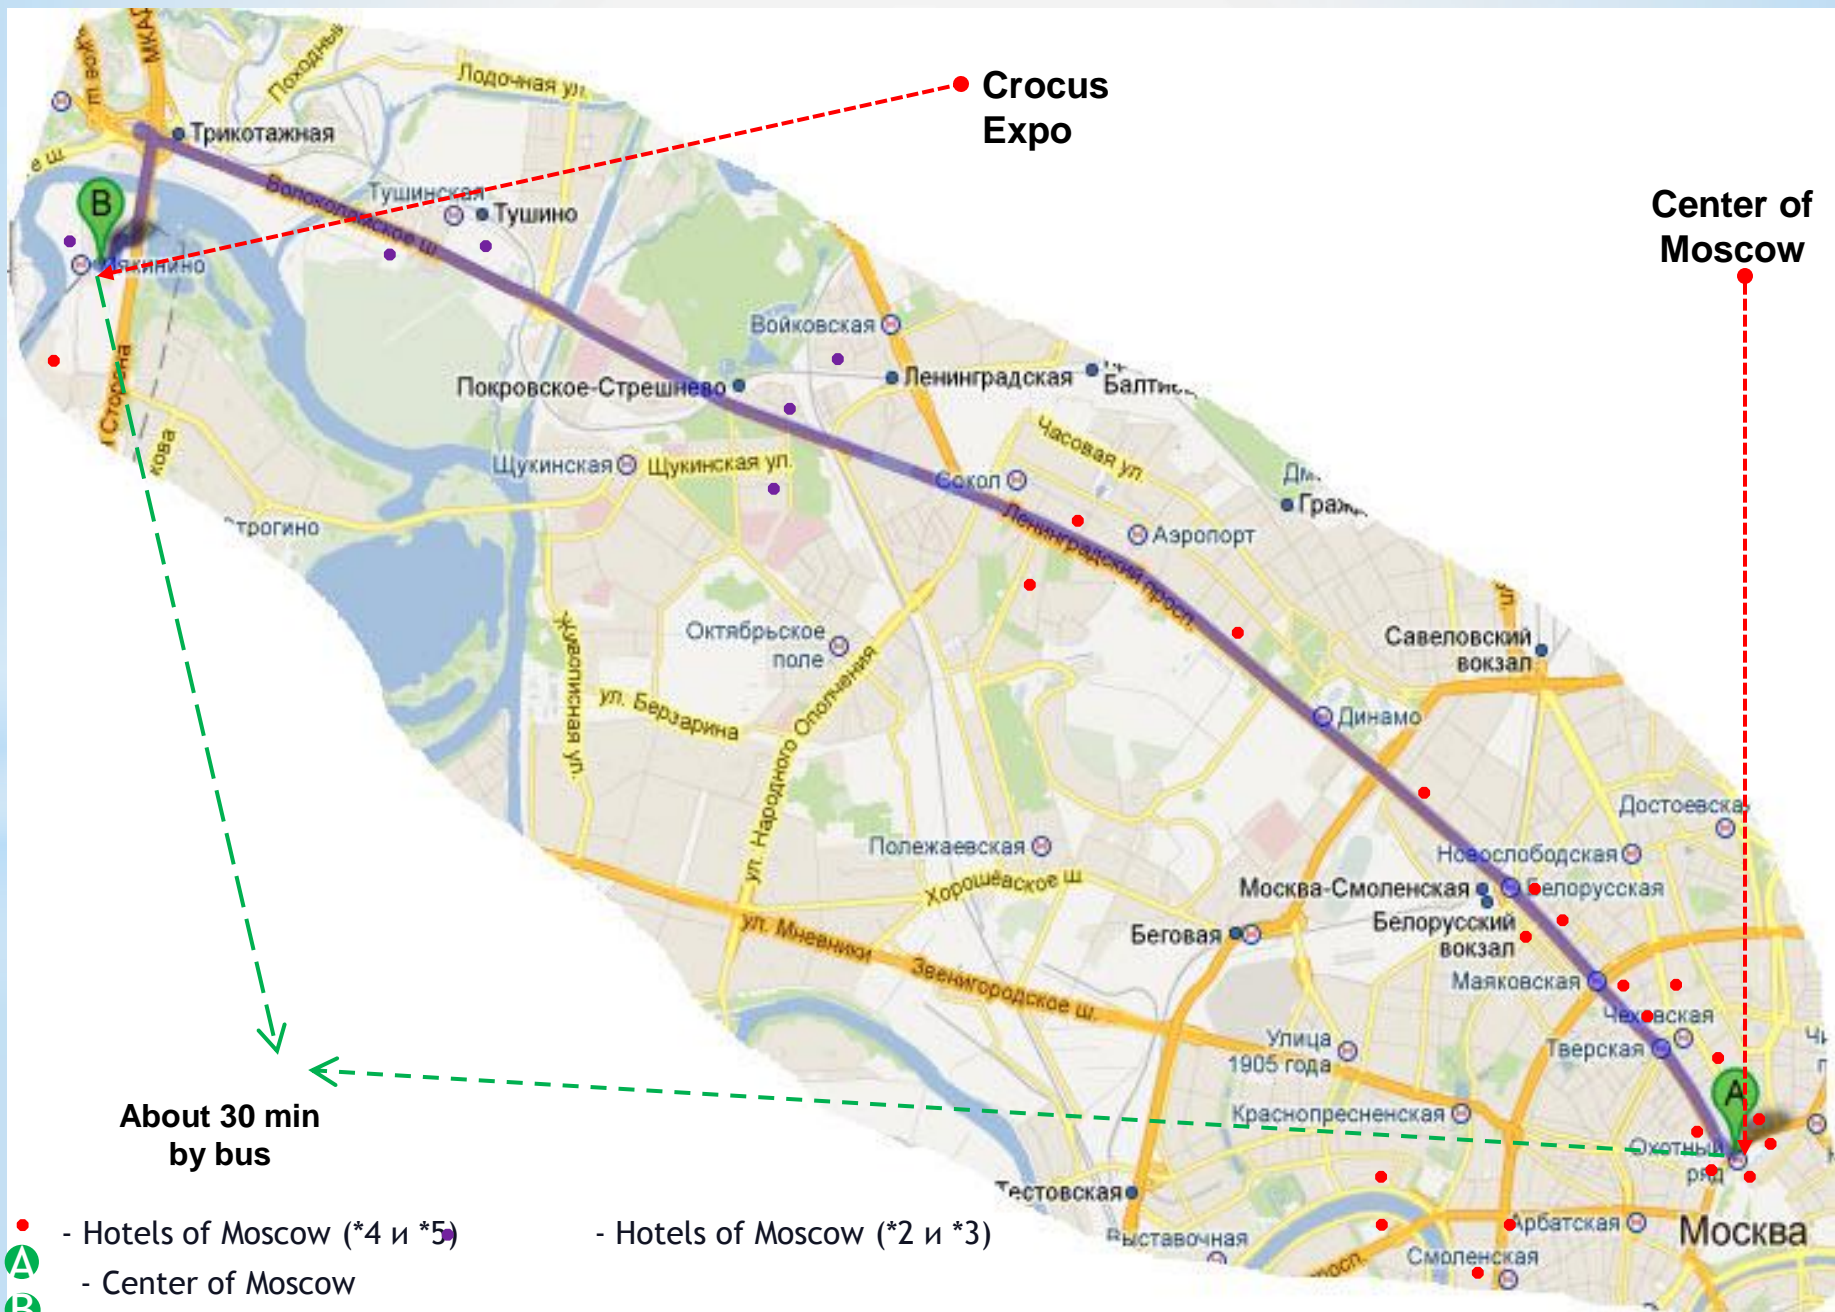 Crocus
Expo
Center of
Moscow
Лодочная ул.
Походный
Трикотажная
Волоколамское ш.
Тушинская
Тушино
B
Мякинино
Войковская
Покровское-Стрешнево
Ленинградская
Щукинская
Щукинская ул.
Сокол
Часовая ул.
Аэропорт
Ленинградский просп.
Октябрьское
поле
Живописная ул.
ул. Берзарина
ул. Народного Ополчения
Савеловский
вокзал
Динамо
Полежаевская
Хорошёвское ш
Новослободская
Москва-Смоленская
Белорусская
Белорусский
вокзал
Беговая
ул. Мневники
Звенигородское ш.
Маяковская
Чеховская
Тверская
Улица
1905 года
Краснопресненская
A
Охотный
ряд
About 30 min
by bus
Тестовская
Выставочная
Арбатская
Смоленская
Москва
- Hotels of Moscow (*4 и *5)
- Hotels of Moscow (*2 и *3)
A
- Center of Moscow
B